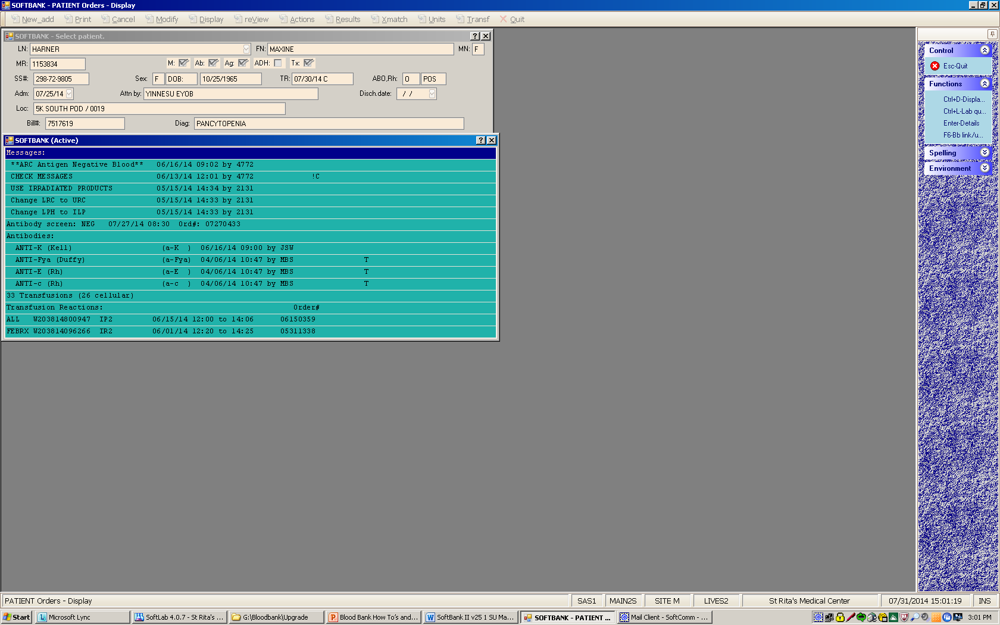 SOFTBANK - PATIENT Orders - Display
New_add Print Cancel Modify Display reView Actions Results Xmatch Units Transf Quit
SOFTBANK - Select patient.
LN: HARNER FN: MAXINE MN: F
MR: 1153834 M: Ab: Ag: ADH: Tx:
SS#: 298-72-9805 Sex: F DOB: 10/25/1965 TR: 07/30/14 C ABO,Rh: O POS
Adm: 07/25/14 Attn by: YINNESU EYOB Disch.date: / /
Loc: 5K SOUTH POD / 0019
Bill#: 7517619 Diag: PANCYTOPENIA
SOFTBANK (Active)
Messages:
**ARC Antigen Negative Blood** 06/16/14 09:02 by 4772
CHECK MESSAGES 06/13/14 12:01 by 4772 !C
USE IRRADIATED PRODUCTS 05/15/14 14:34 by 2131
Change LRC to URC 05/15/14 14:33 by 2131
Change LPH to ILP 05/15/14 14:33 by 2131
Antibody screen: NEG 07/27/14 08:30 Ord#: 07270433
Antibodies:
ANTI-K (Kell) (a-K ) 06/16/14 09:00 by JSW
ANTI-Fya (Duffy) (a-Fya) 04/06/14 10:47 by MBS T
ANTI-E (Rh) (a-E ) 04/06/14 10:47 by MBS T
ANTI-c (Rh) (a-c ) 04/06/14 10:47 by MBS T
33 Transfusions (26 cellular)
Transfusion Reactions: Order#
ALL W203814800947 IP2 06/15/14 12:00 to 14:06 06150359
FEBRX W203814096266 IR2 06/01/14 12:20 to 14:25 05311338
Control
Esc-Quit
Functions
Ctrl+D-Displa...
Ctrl+L-Lab qu...
Enter-Details
F6-Bb link/u...
Spelling
Environment
PATIENT Orders - Display SAS1 MAIN2S SITE M LIVES2 St Rita's Medical Center 07/31/2014 15:01:19 INS
Start Microsoft Lync SoftLab 4.0.7 - St Rita's ... G:\Bloodbank\Upgrade Blood Bank How To's and... SoftBank II v25 1 SU Ma... SOFTBANK - PATIENT ... Mail Client - SoftComm - ... 3:01 PM